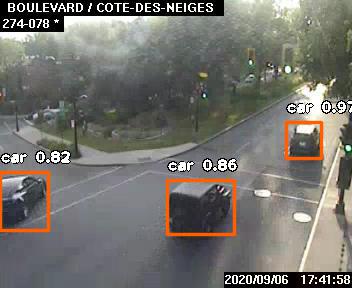 BOULEVARD / COTE-DES-NEIGES
274-078 *
car 0.97
car 0.82
car 0.86
2020/09/06 17:41:58